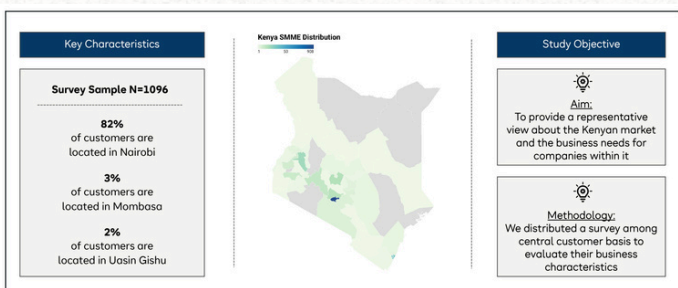 Key Characteristics
Survey Sample N=1096
82%
of customers are
located in Nairobi
3%
of customers are
located in Mombasa
2%
of customers are
located in Uasin Gishu
Kenya SMME Distribution
Study Objective
Aim:
To provide a representative
view about the Kenyan market
and the business needs for
companies within it
Methodology:
We distributed a survey among
central customer basis to
evaluate their business
characteristics